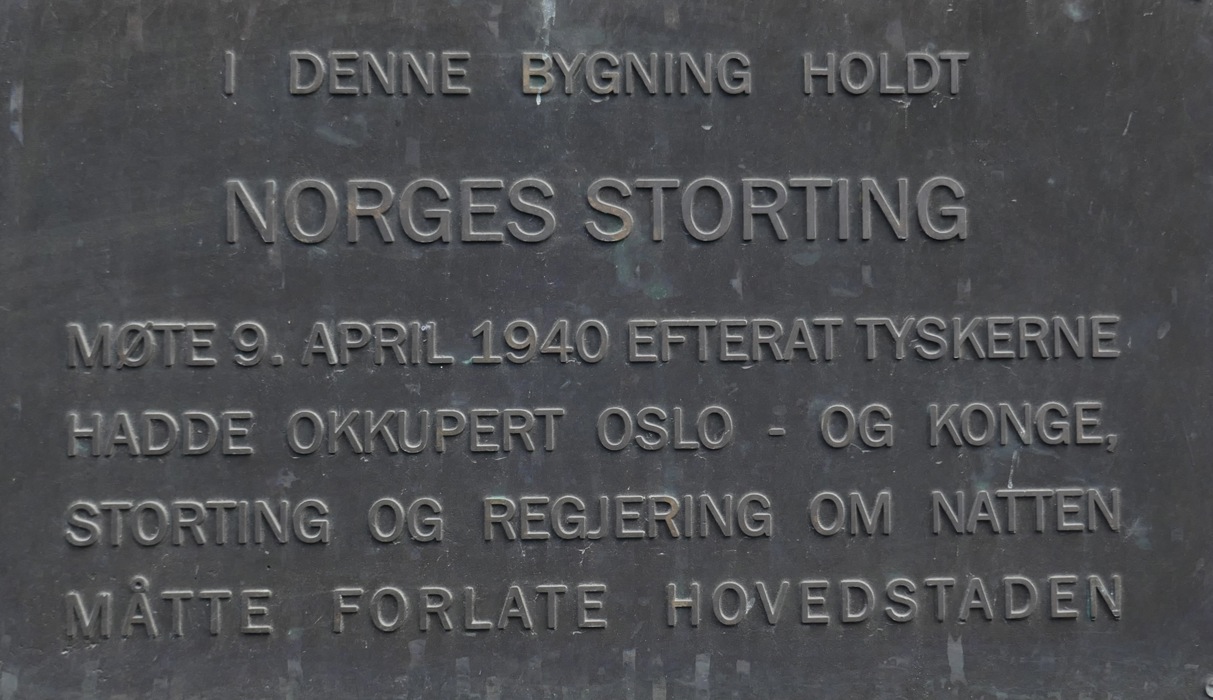 I DENNE BYGNING HOLDT
NORGES STORTING
MØTE 9. APRIL 1940 EFTERAT TYSKERNE
HADDE OKKUPERT OSLO - OG KONGE,
STORTING OG REGJERING OM NATTEN
MÅTTE FORLATE HOVEDSTADEN